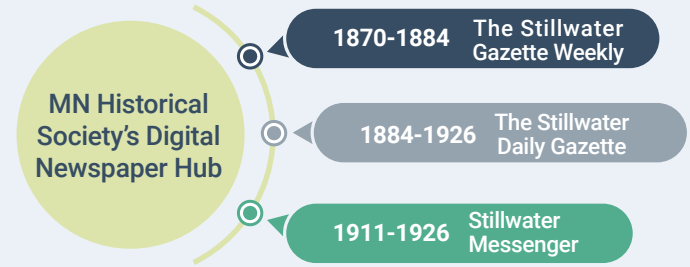 MN Historical
Society’s Digital
Newspaper Hub
1870-1884
The Stillwater
Gazette Weekly
1884-1926
The Stillwater
Daily Gazette
1911-1926
Stillwater
Messenger